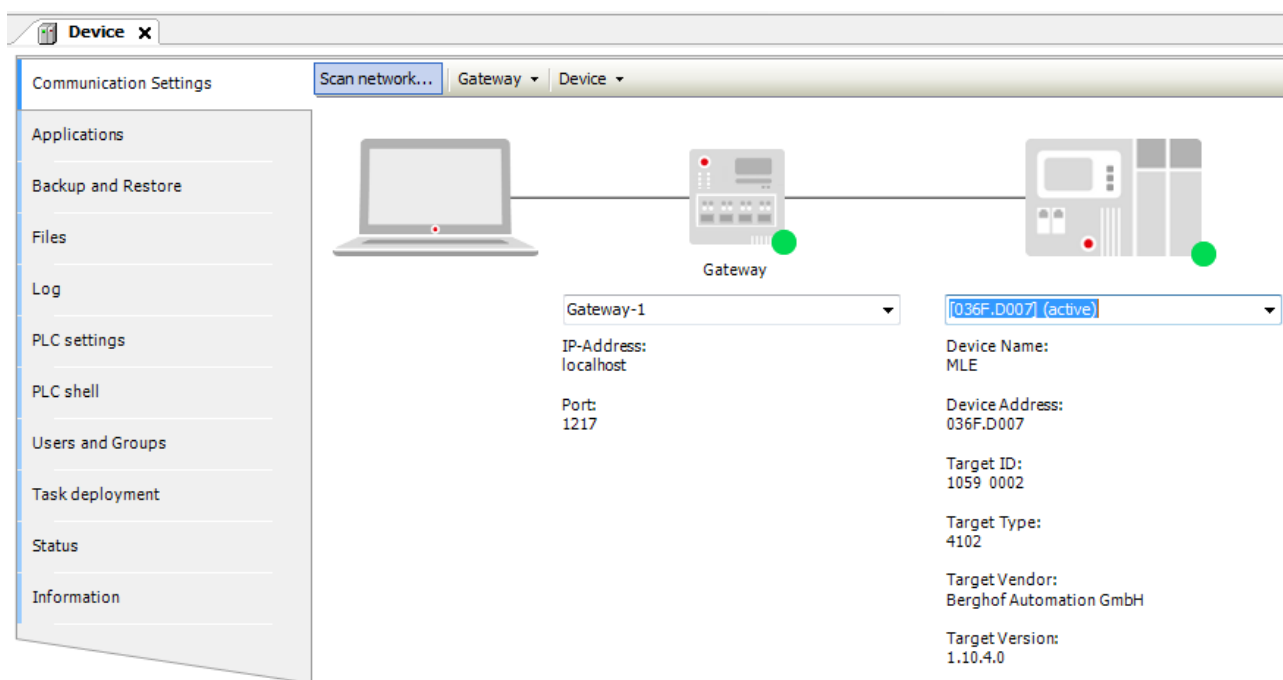 Device x
Communication Settings
Applications
Backup and Restore
Files
Log
PLC settings
PLC shell
Users and Groups
Task deployment
Status
Information
Scan network... Gateway Device
Gateway
Gateway-1
IP-Address:
localhost
Port:
1217
[036F.D007] (active)
Device Name:
MLE
Device Address:
036F.D007
Target ID:
1059 0002
Target Type:
4102
Target Vendor:
Berghof Automation GmbH
Target Version:
1.10.4.0